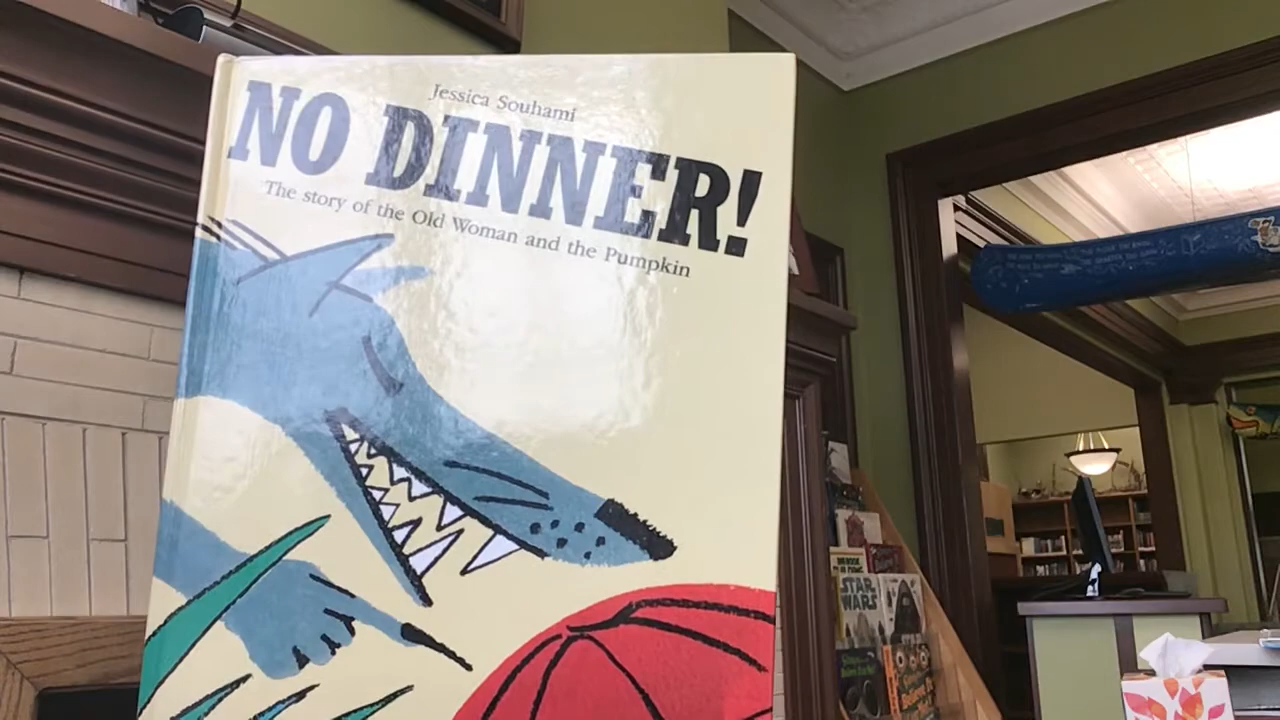 Jessica Souhami
NO DINNER!
The story of the Old Woman and the Pumpkin
STAR
WARS